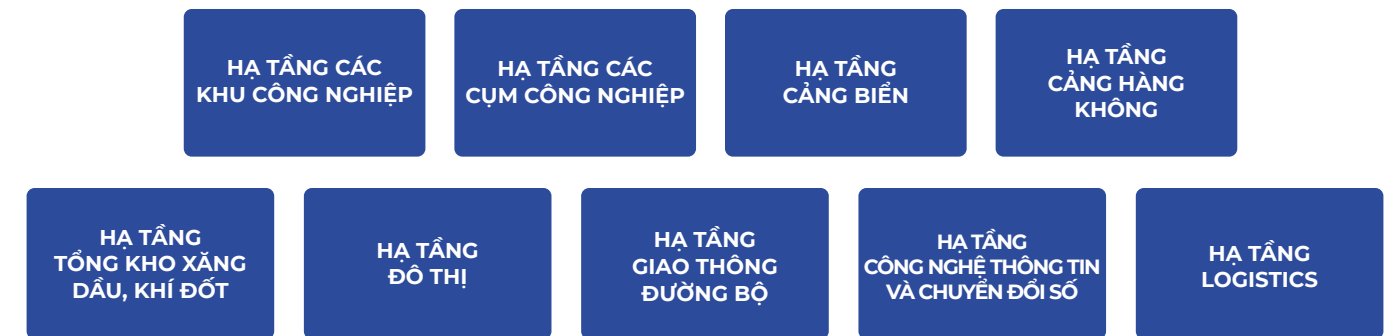 HẠ TẦNG CÁC
KHU CÔNG NGHIỆP
HẠ TẦNG CÁC
CỤM CÔNG NGHIỆP
HẠ TẦNG
CẢNG BIỂN
HẠ TẦNG
CẢNG HÀNG
KHÔNG
HẠ TẦNG
TỔNG KHO XĂNG
DẦU, KHÍ ĐỐT
HẠ TẦNG
ĐÔ THỊ
HẠ TẦNG
GIAO THÔNG
ĐƯỜNG BỘ
HẠ TẦNG
CÔNG NGHỆ THÔNG TIN
VÀ CHUYỂN ĐỔI SỐ
HẠ TẦNG
LOGISTICS